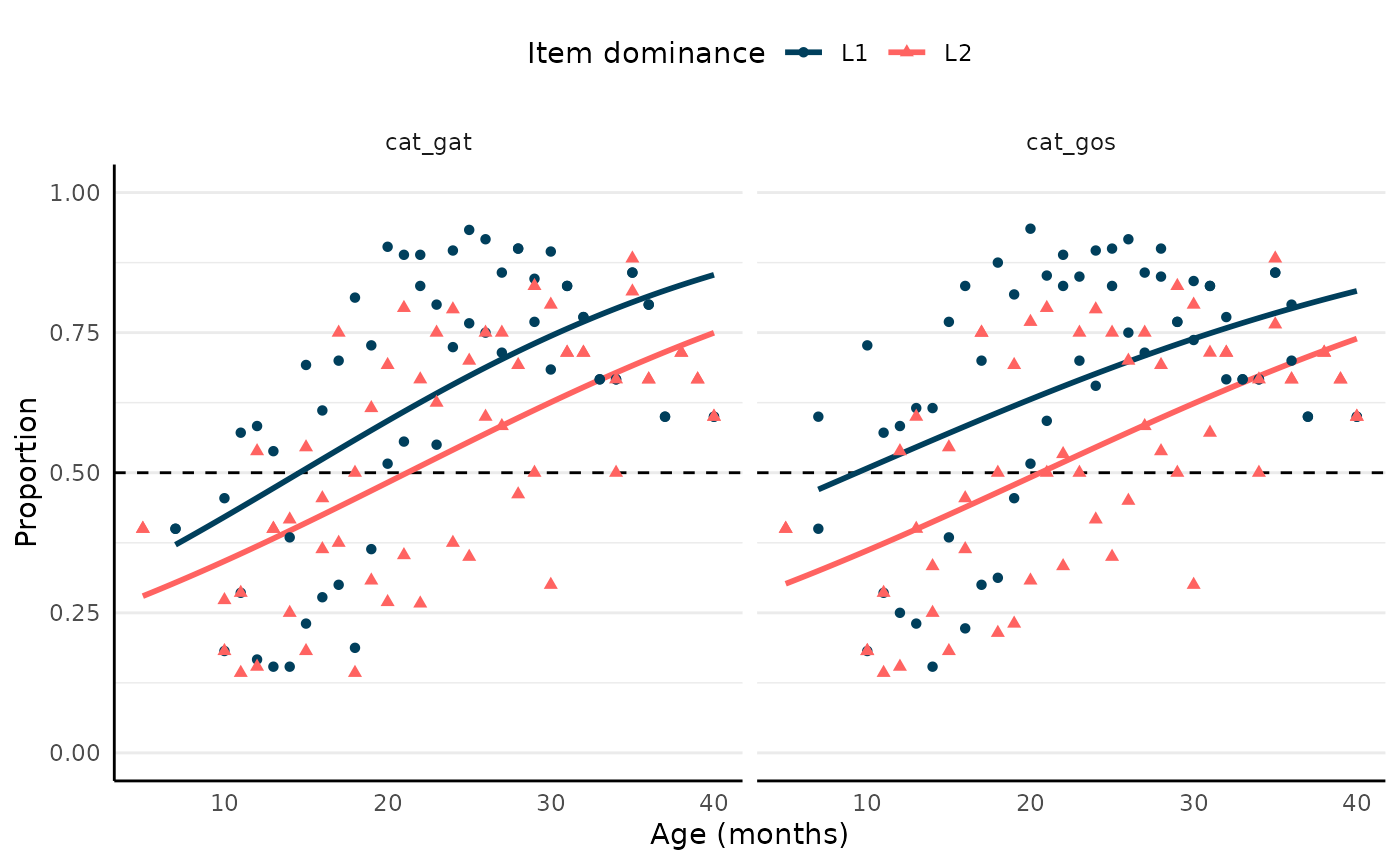 Item dominance L1 L2
cat_gat cat_gos
1.00
0.75
0.50
0.25
0.00
10 20 30 40 10 20 30 40
Age (months)
Proportion